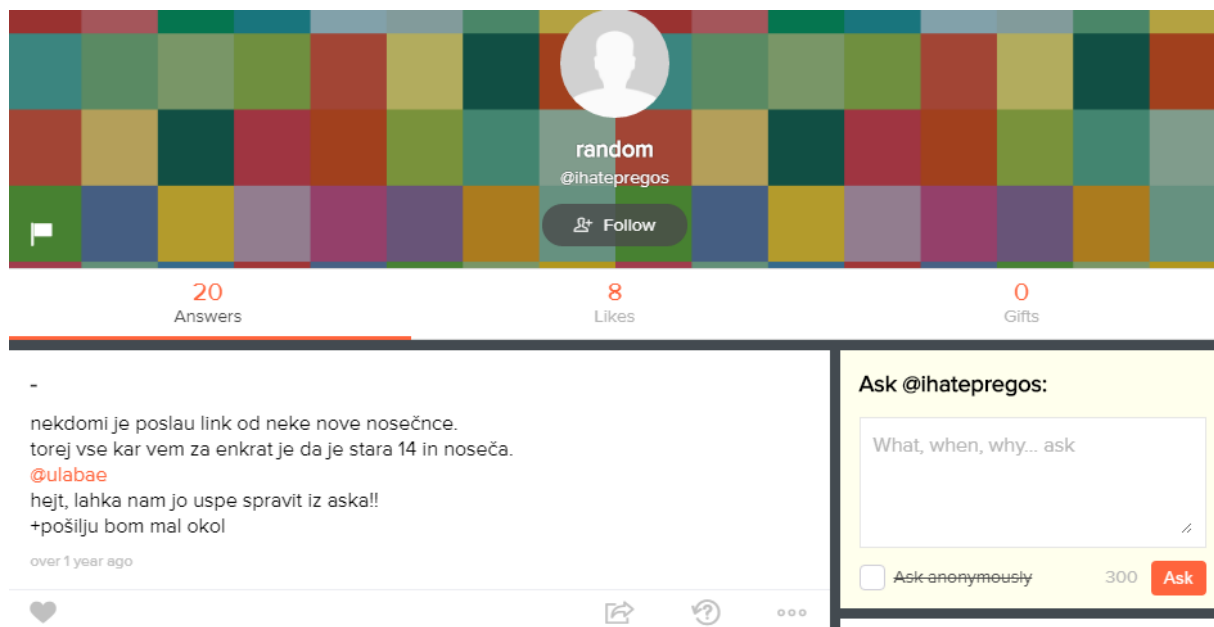 random
@ihatepregos
Follow
20
Answers
8
Likes
0
Gifts
-
nekdomi je poslau link od neke nove nosečnce.
torej vse kar vem za enkrat je da je stara 14 in noseča.
@ulabae
hejt, lahka nam jo uspe spravit iz aska!!
+pošilju bom mal okol
over 1 year ago
Ask @ihatepregos:
What, when, why... ask
Ask anonymously
300
Ask